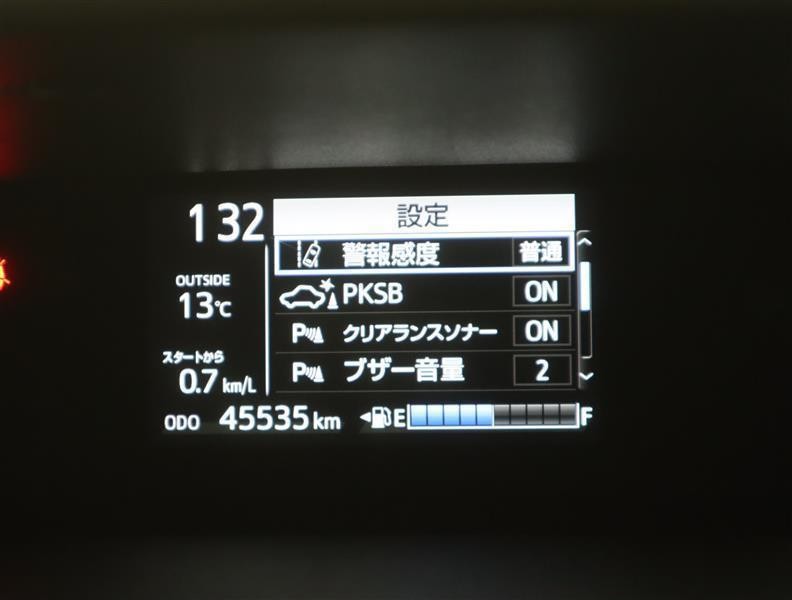 1 32
設定
警報感度 普通
OUTSIDE
13℃
PKSB ON
P クリアランスソナー ON
スタートから
0.7 km/L
P ブザー音量 2
ODO 45535 km E F